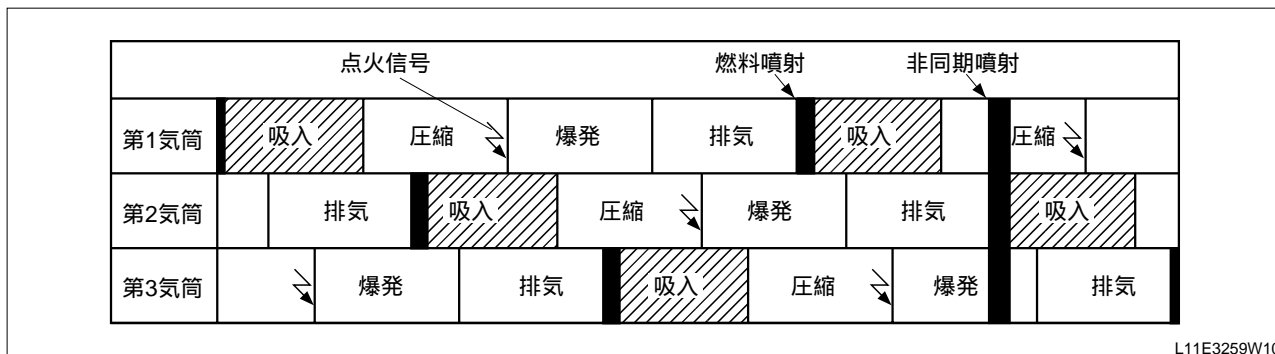 点火信号 燃料噴射 非同期噴射
第1気筒 吸入 圧縮 爆発 排気 吸入 圧縮
第2気筒 排気 吸入 圧縮 爆発 排気 吸入
第3気筒 爆発 排気 吸入 圧縮 爆発 排気
L11E3259W10